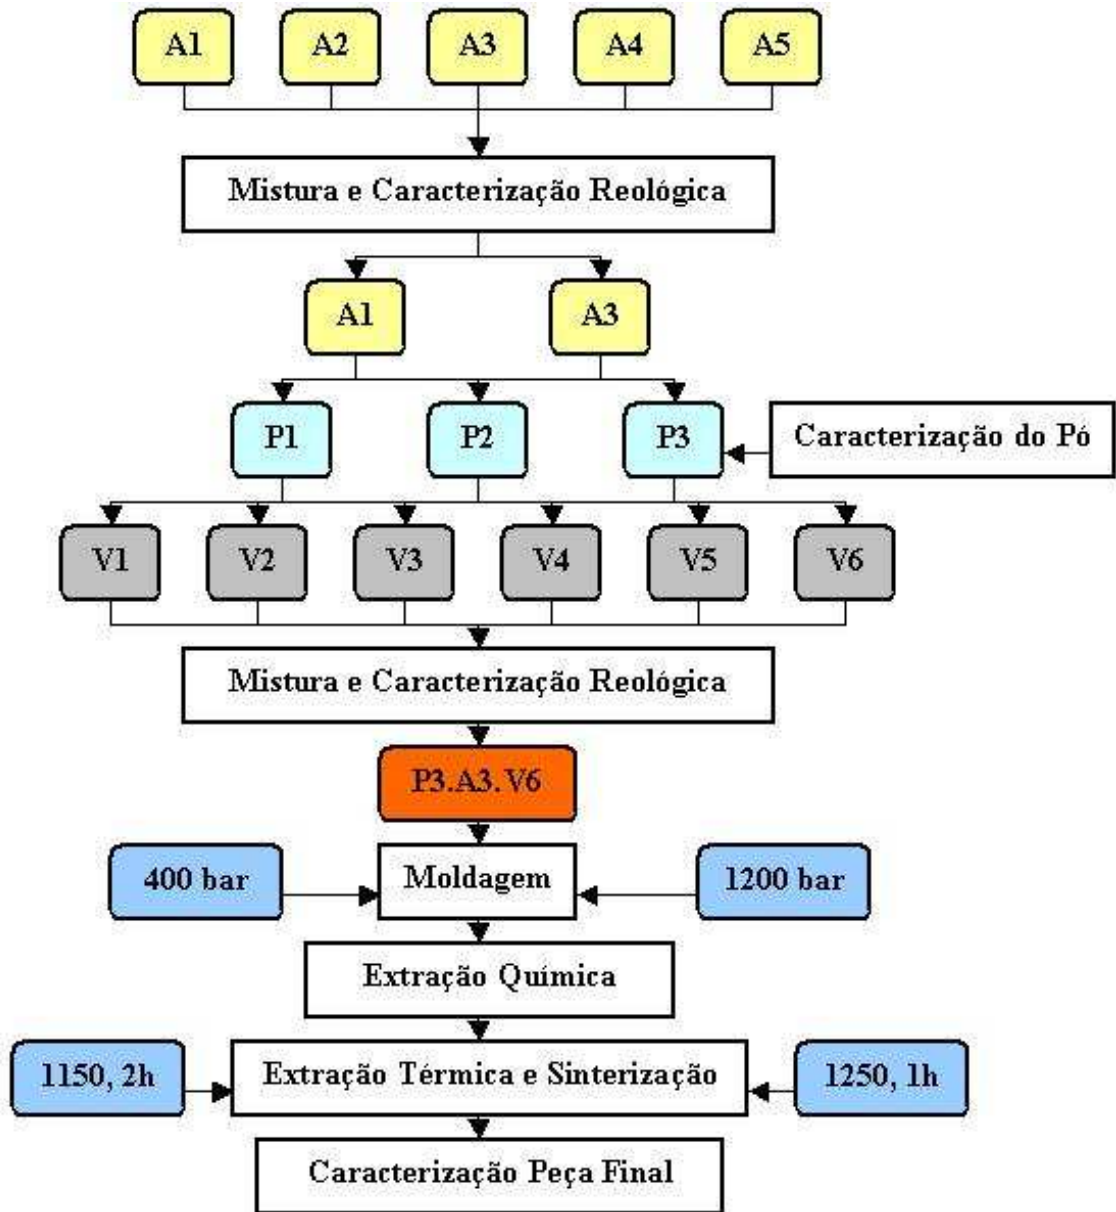 A1 A2 A3 A4 A5
Mistura e Caracterização Reológica
A1 A3
P1 P2 P3 Caracterização do Pó
V1 V2 V3 V4 V5 V6
Mistura e Caracterização Reológica
P3.A3.V6
400 bar Moldagem 1200 bar
Extração Química
1150, 2h Extração Térmica e Sinterização 1250, 1h
Caracterização Peça Final